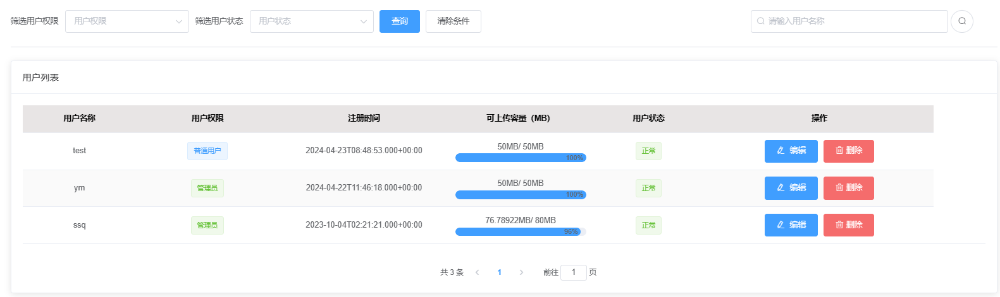 筛选用户权限 用户权限 筛选用户状态 用户状态 查询 清除条件 请输入用户名称
用户列表
用户名称 用户权限 注册时间 可上传容量（MB） 用户状态 操作
test 普通用户 2024-04-23T08:48:53.000+00:00 50MB/ 50MB 100% 正常 编辑 删除
ym 管理员 2024-04-22T11:46:18.000+00:00 50MB/ 50MB 100% 正常 编辑 删除
ssq 管理员 2023-10-04T02:21:21.000+00:00 76.78922MB/ 80MB 96% 正常 编辑 删除
共 3 条 1 前往 1 页